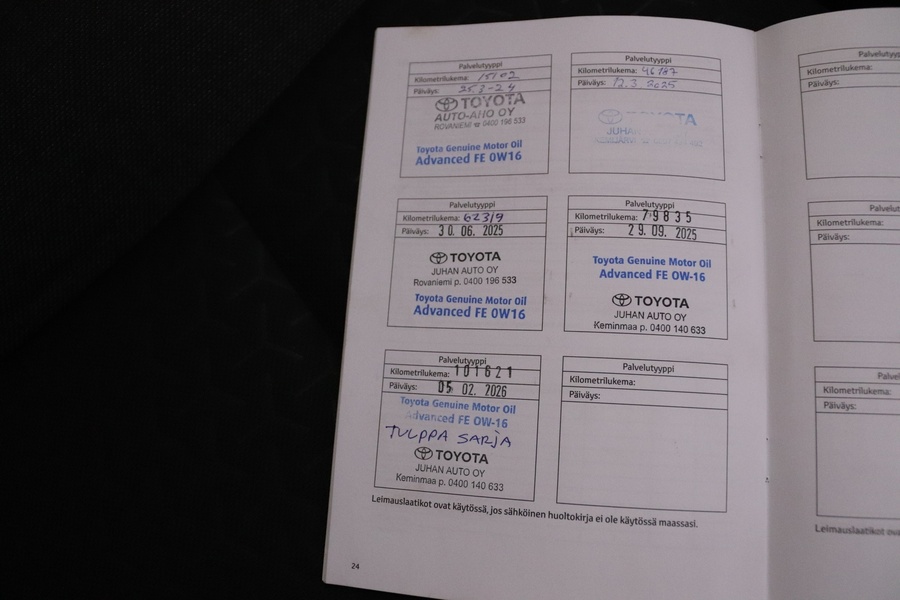 Palvelutyyppi
Kilometrilukema: 15102
Päiväys: 25.3-24
TOYOTA
AUTO-AHO OY
ROVANIEMI ☎ 0400 196 533
Toyota Genuine Motor Oil
Advanced FE 0W16
Palvelutyyppi
Kilometrilukema: 46187
Päiväys: 12.3 2025
TOYOTA
JUHAN
Palvelutyyppi
Kilometrilukema: 62319
Päiväys: 30. 06. 2025
TOYOTA
JUHAN AUTO OY
Rovaniemi p. 0400 196 533
Toyota Genuine Motor Oil
Advanced FE 0W16
Palvelutyyppi
Kilometrilukema: 79835
Päiväys: 29. 09. 2025
Toyota Genuine Motor Oil
Advanced FE 0W-16
TOYOTA
JUHAN AUTO OY
Keminmaa p. 0400 140 633
Palvelutyyppi
Kilometrilukema: 101621
Päiväys: 05 02. 2026
Toyota Genuine Motor Oil
Advanced FE 0W-16
TULPPA SARJA
TOYOTA
JUHAN AUTO OY
Keminmaa p. 0400 140 633
Palvelutyyppi
Kilometrilukema:
Päiväys:
Leimauslaatikot ovat käytössä, jos sähköinen huoltokirja ei ole käytössä maassasi.
24
Palvelutyy
Kilometrilukema:
Päiväys:
Palvelut
Kilometrilukema:
Päiväys:
Palve
Kilometrilukema:
Päiväys:
Leimauslaatikot ova